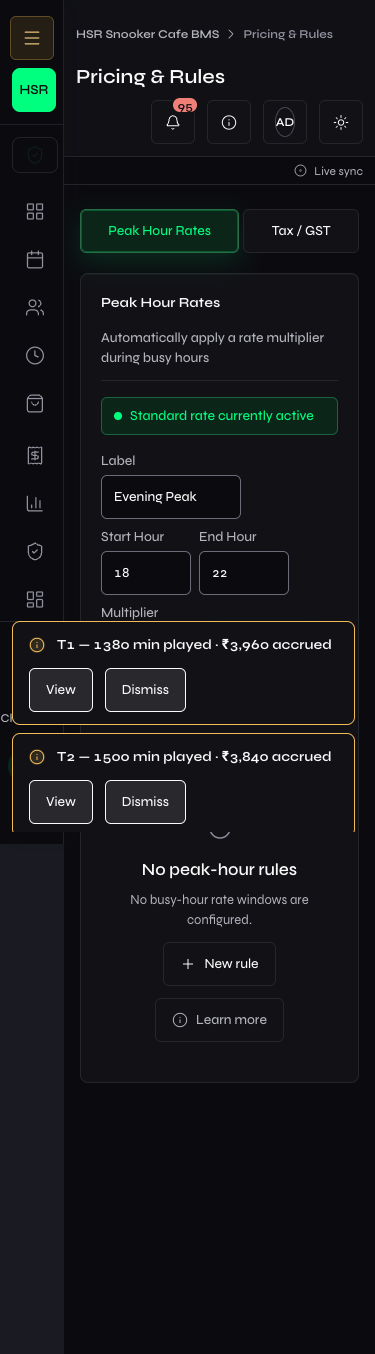 HSR
HSR Snooker Cafe BMS > Pricing & Rules
Pricing & Rules
95
AD
Live sync
Peak Hour Rates
Tax / GST
Peak Hour Rates
Automatically apply a rate multiplier
during busy hours
Standard rate currently active
Label
Evening Peak
Start Hour
End Hour
18
22
Multiplier
T1 — 1380 min played · ₹3,960 accrued
View
Dismiss
T2 — 1500 min played · ₹3,840 accrued
View
Dismiss
No peak-hour rules
No busy-hour rate windows are
configured.
New rule
Learn more